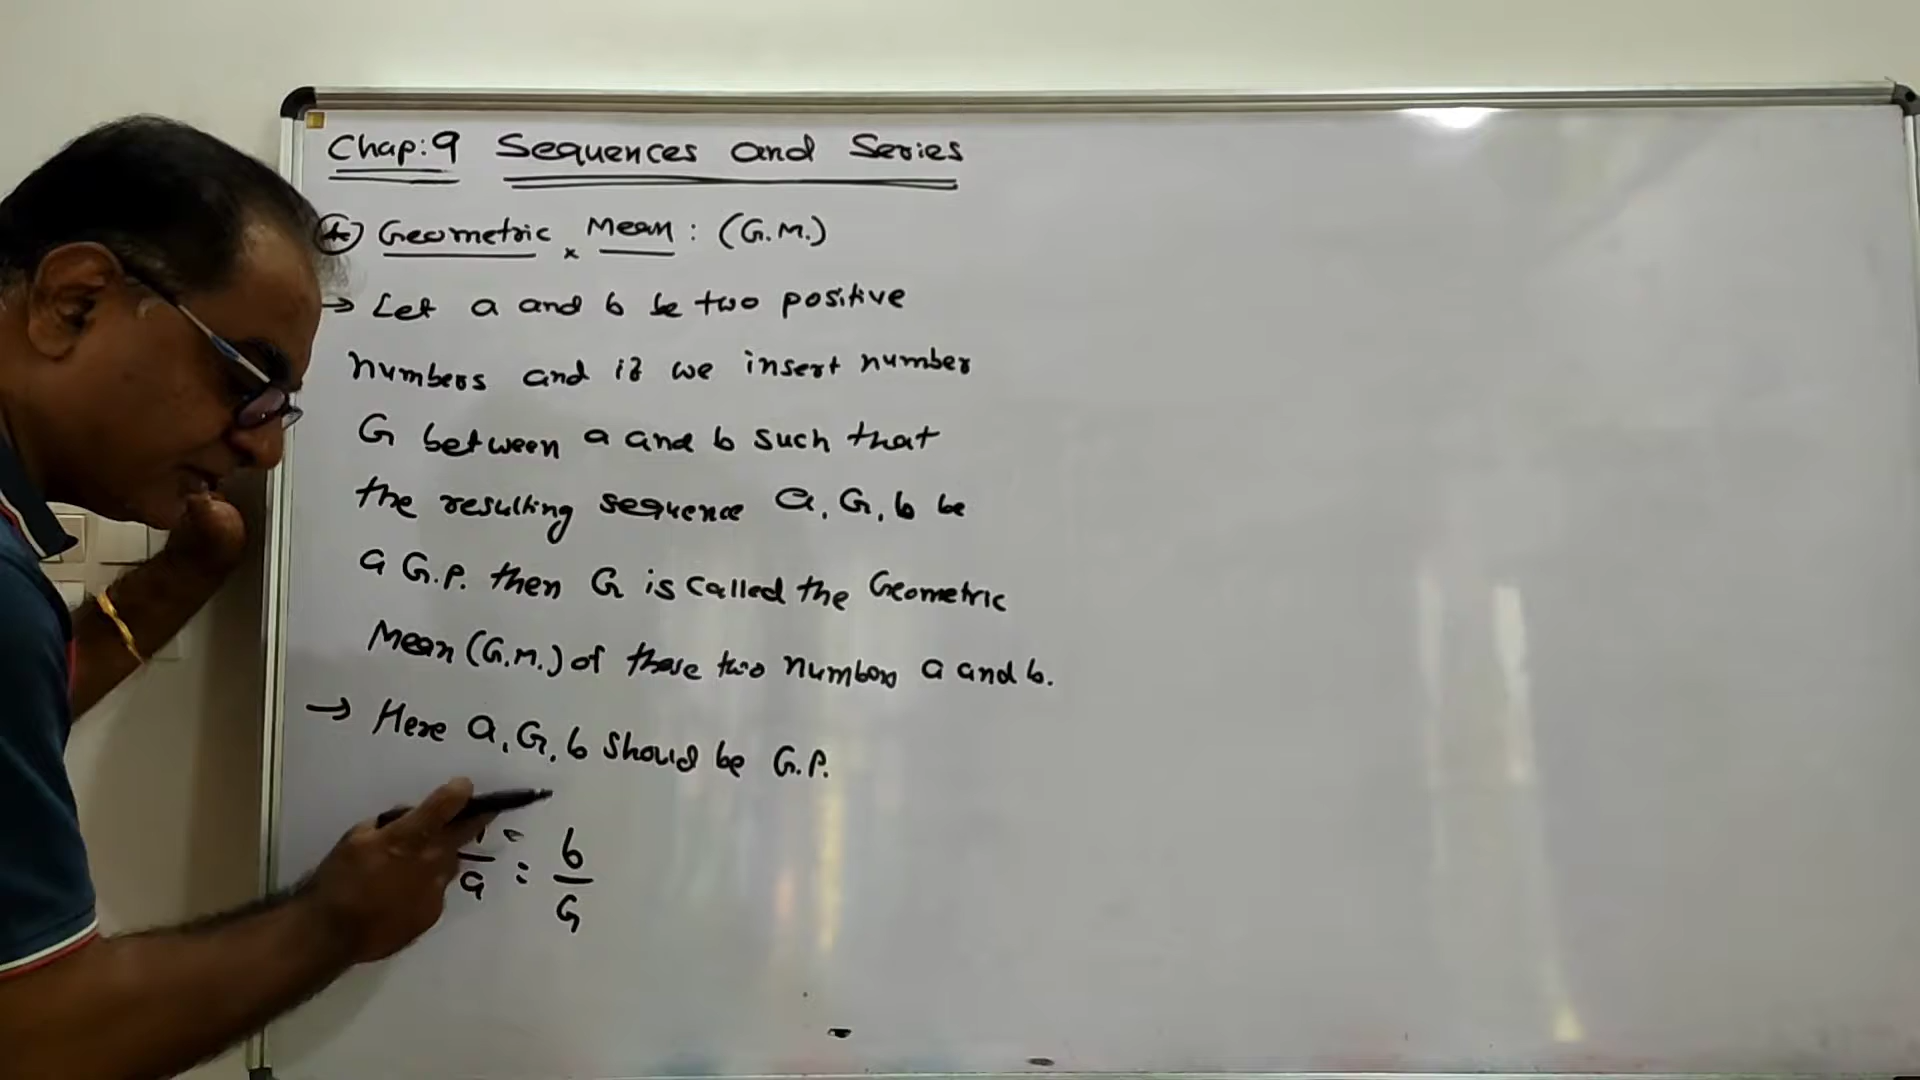 Chap:9 Sequences and Series
Geometric x Mean: (G.M.)
→ Let a and b be two positive
numbers and if we insert number
G between a and b such that
the resulting sequence a, G, b be
a G.P. then G is called the Geometric
Mean (G.M.) of these two numbers a and b.
→ Here a, G, b should be G.P.
a = b
G